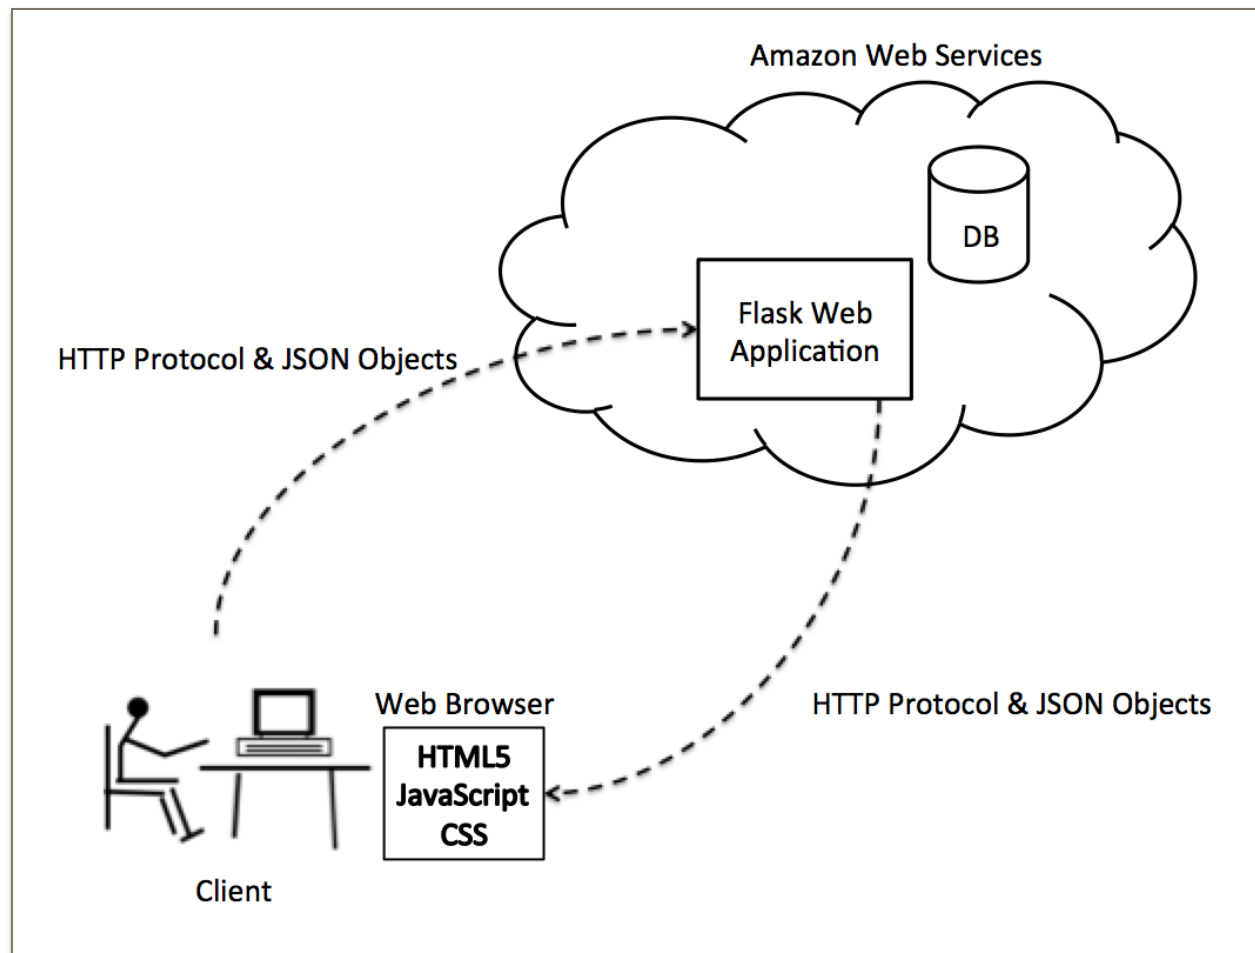 Amazon Web Services
DB
Flask Web
Application
HTTP Protocol & JSON Objects
HTTP Protocol & JSON Objects
Web Browser
HTML5
JavaScript
CSS
Client